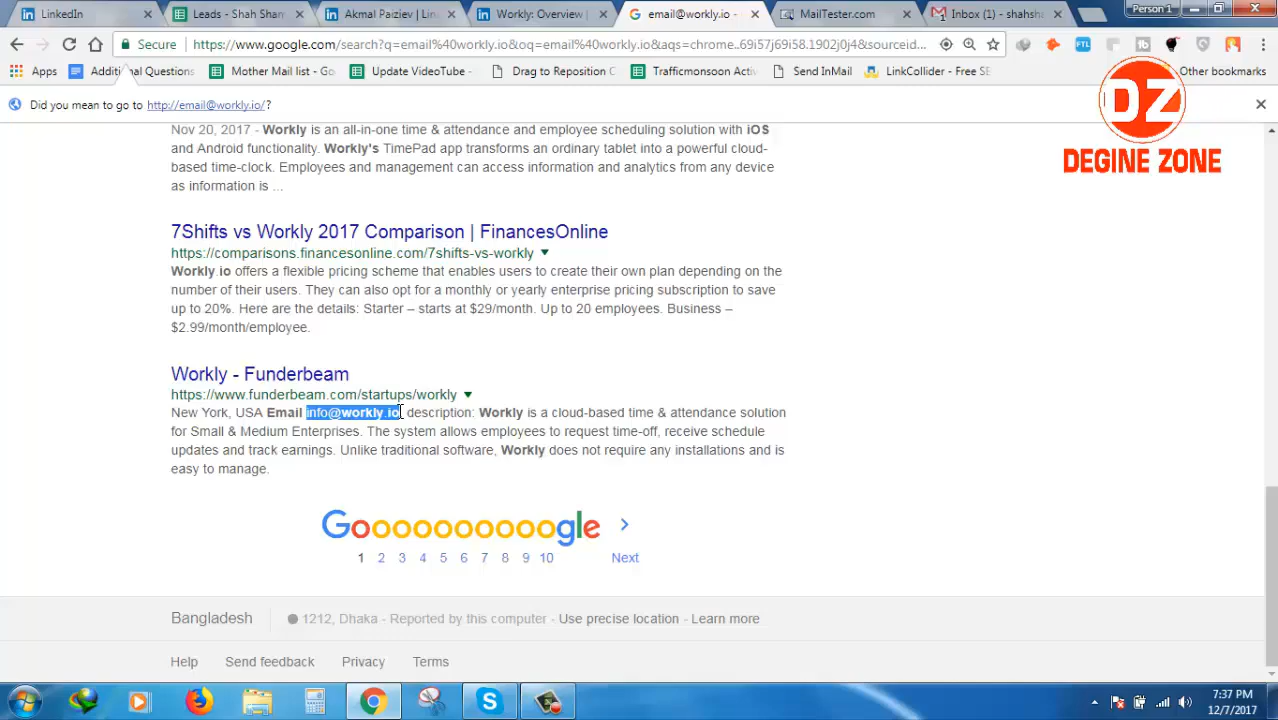 LinkedIn
Leads - Shah Sham
Akmal Paiziev | Lin
Workly: Overview |
email@workly.io -
MailTester.com
Inbox (1) - shahsh
Person 1
Secure
https://www.google.com/search?q=email%40workly.io&oq=email%40workly.io&aqs=chrome..69i57j69i58.1902j0j4&sourceid...
FTL
Apps
Additional Questions
Mother Mail list - Go
Update VideoTube -
Drag to Reposition C
Trafficmonsoon Acti
Send InMail
LinkCollider - Free SE
Other bookmarks
Did you mean to go to http://email@workly.io/?
DZ
DEGINE ZONE
Nov 20, 2017 - Workly is an all-in-one time & attendance and employee scheduling solution with iOS
and Android functionality. Workly's TimePad app transforms an ordinary tablet into a powerful cloud-
based time-clock. Employees and management can access information and analytics from any device
as information is ...
7Shifts vs Workly 2017 Comparison | FinancesOnline
https://comparisons.financesonline.com/7shifts-vs-workly
Workly.io offers a flexible pricing scheme that enables users to create their own plan depending on the
number of their users. They can also opt for a monthly or yearly enterprise pricing subscription to save
up to 20%. Here are the details: Starter – starts at $29/month. Up to 20 employees. Business –
$2.99/month/employee.
Workly - Funderbeam
https://www.funderbeam.com/startups/workly
New York, USA Email info@workly.io description: Workly is a cloud-based time & attendance solution
for Small & Medium Enterprises. The system allows employees to request time-off, receive schedule
updates and track earnings. Unlike traditional software, Workly does not require any installations and is
easy to manage.
Goooooooooogle
1 2 3 4 5 6 7 8 9 10 Next
Bangladesh
1212, Dhaka - Reported by this computer - Use precise location - Learn more
Help Send feedback Privacy Terms
7:37 PM
12/7/2017